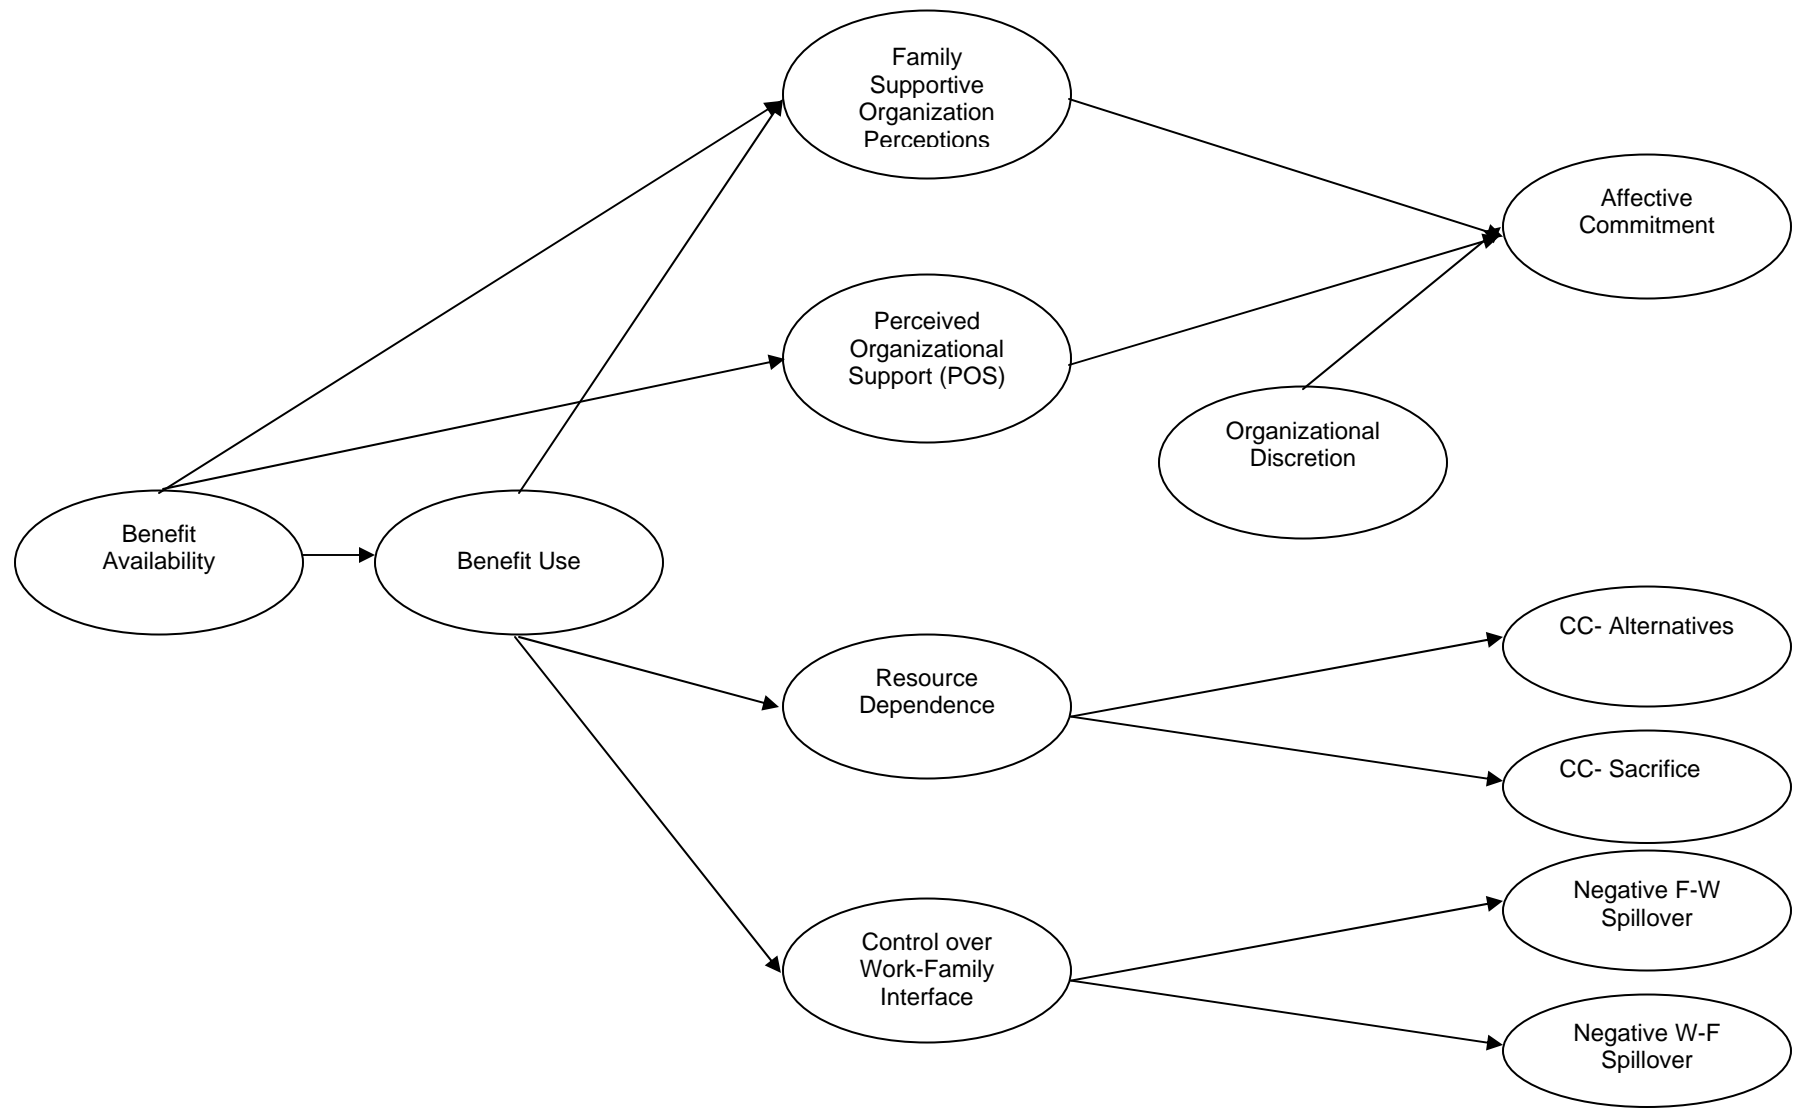 Family
Supportive
Organization
Perceptions
Affective
Commitment
Perceived
Organizational
Support (POS)
Organizational
Discretion
Benefit
Availability
Benefit Use
CC- Alternatives
Resource
Dependence
CC- Sacrifice
Negative F-W
Spillover
Control over
Work-Family
Interface
Negative W-F
Spillover